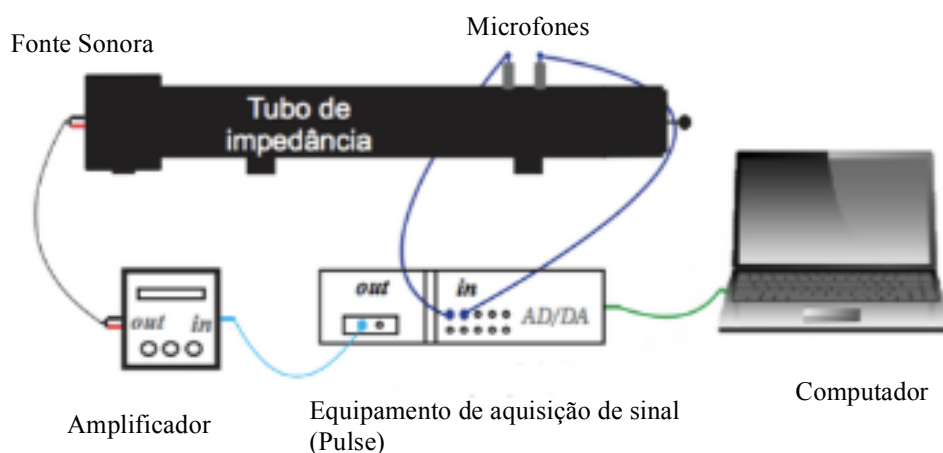 Microfones
Fonte Sonora
Tubo de
impedância
out
in
out
in
AD/DA
Computador
Equipamento de aquisição de sinal
(Pulse)
Amplificador